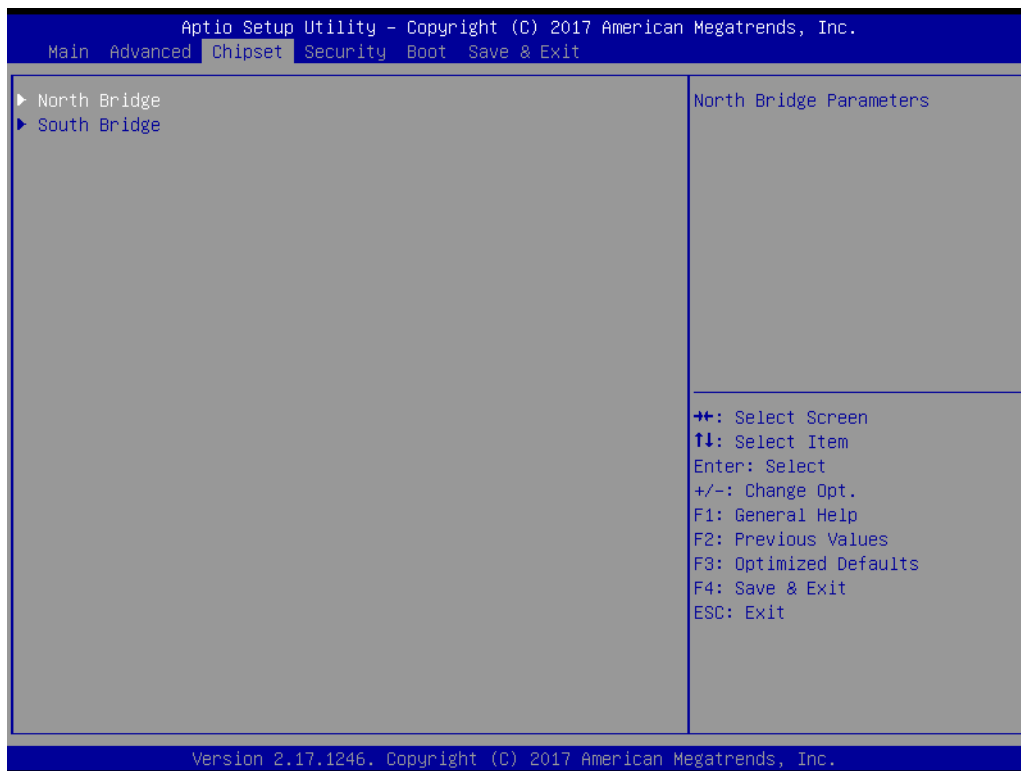 Aptio Setup Utility – Copyright (C) 2017 American Megatrends, Inc.
Main Advanced Chipset Security Boot Save & Exit
▶ North Bridge
▶ South Bridge
North Bridge Parameters
→←: Select Screen
↑↓: Select Item
Enter: Select
+/-: Change Opt.
F1: General Help
F2: Previous Values
F3: Optimized Defaults
F4: Save & Exit
ESC: Exit
Version 2.17.1246. Copyright (C) 2017 American Megatrends, Inc.